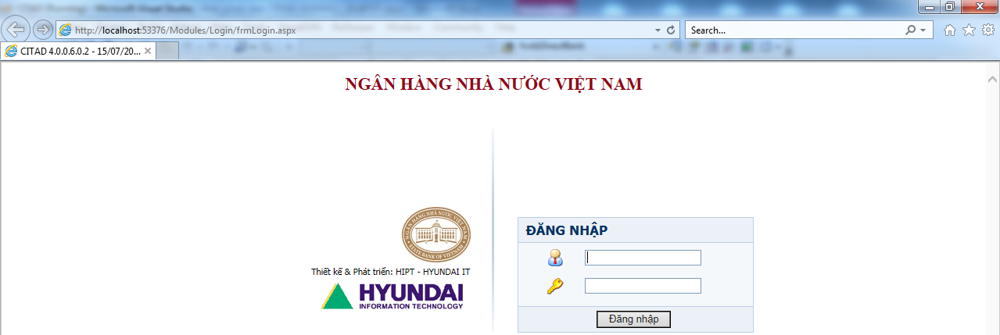 http://localhost:53376/Modules/Login/frmLogin.aspx
Search...
CITAD 4.0.0.6.0.2 - 15/07/20...
NGÂN HÀNG NHÀ NƯỚC VIỆT NAM
NGÂN HÀNG NHÀ NƯỚC VIỆT NAM
STATE BANK OF VIETNAM
Thiết kế & Phát triển: HIPT - HYUNDAI IT
HYUNDAI
INFORMATION TECHNOLOGY
ĐĂNG NHẬP
Đăng nhập